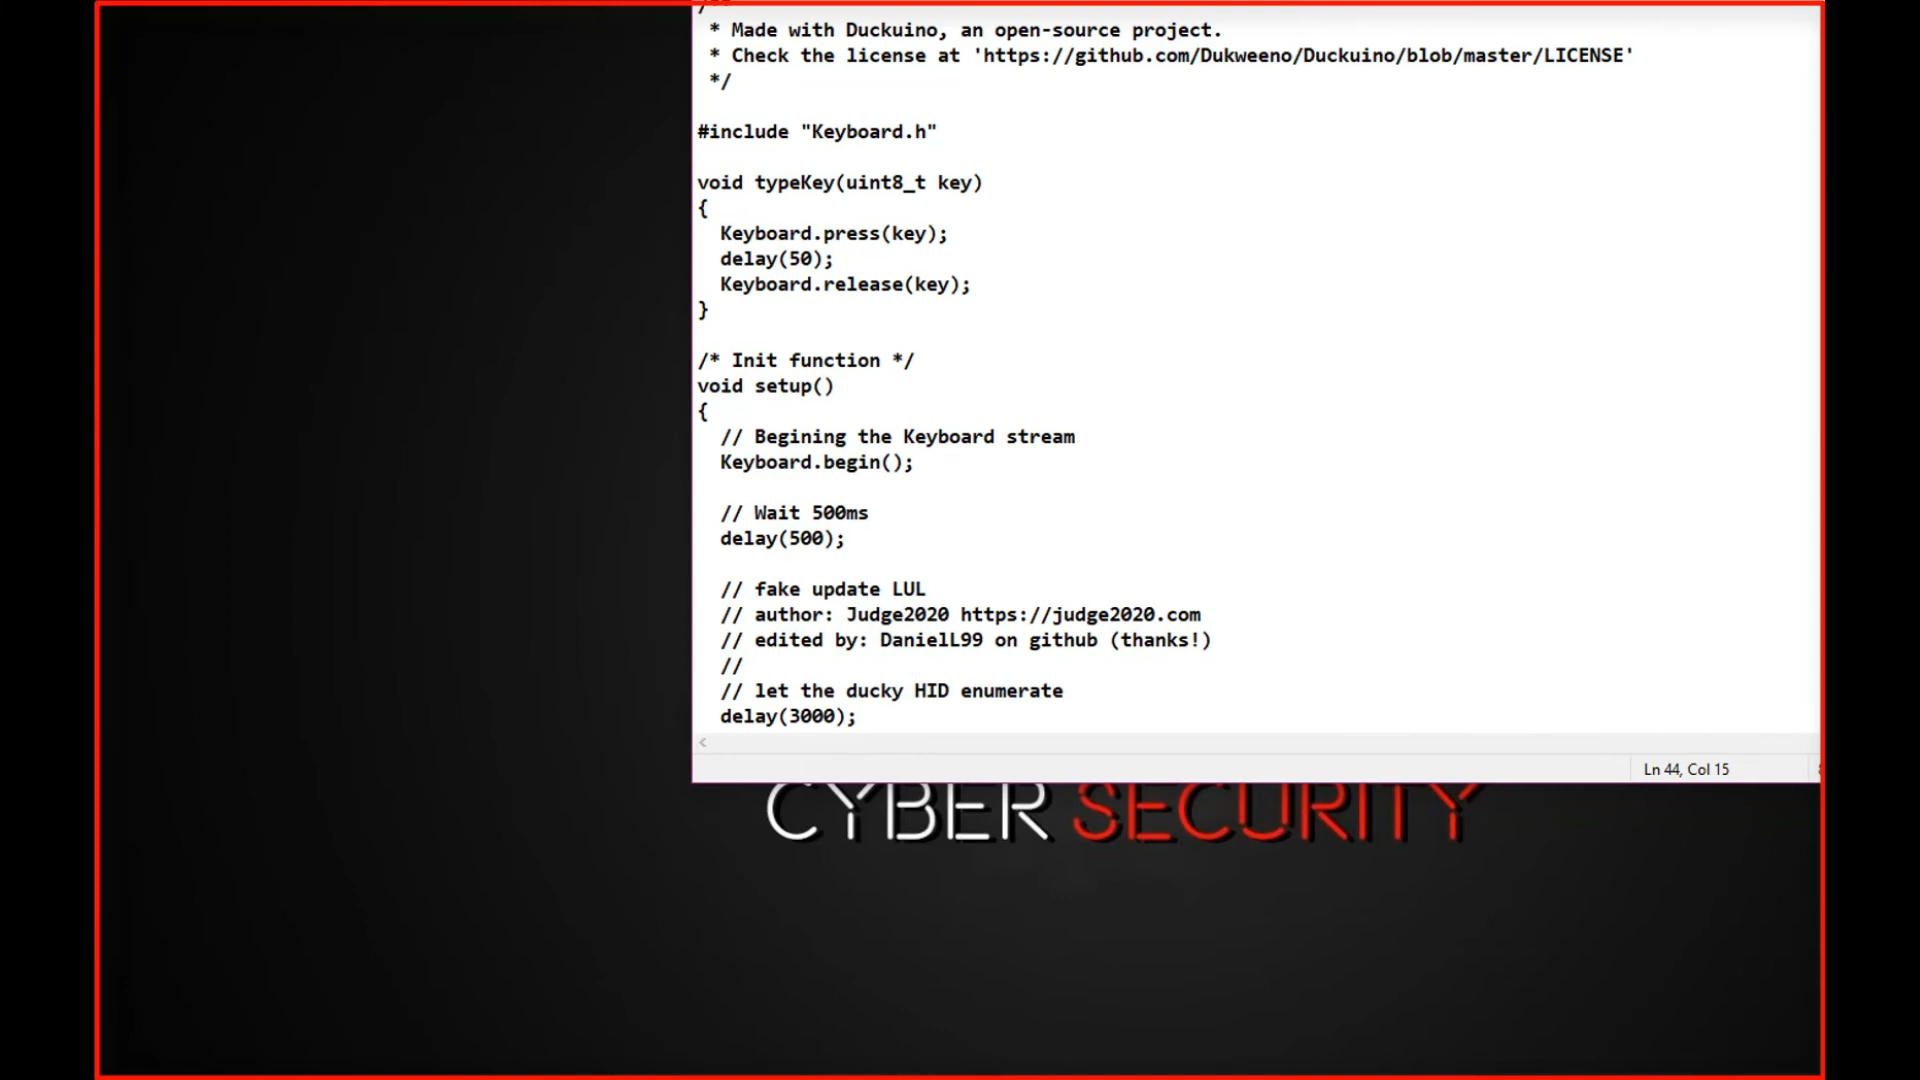 * Made with Duckuino, an open-source project.
* Check the license at 'https://github.com/Dukweeno/Duckuino/blob/master/LICENSE'
*/
#include "Keyboard.h"
void typeKey(uint8_t key)
{
Keyboard.press(key);
delay(50);
Keyboard.release(key);
}
/* Init function */
void setup()
{
// Begining the Keyboard stream
Keyboard.begin();
// Wait 500ms
delay(500);
// fake update LUL
// author: Judge2020 https://judge2020.com
// edited by: DanielL99 on github (thanks!)
//
// let the ducky HID enumerate
delay(3000);
Ln 44, Col 15
CYBER SECURITY